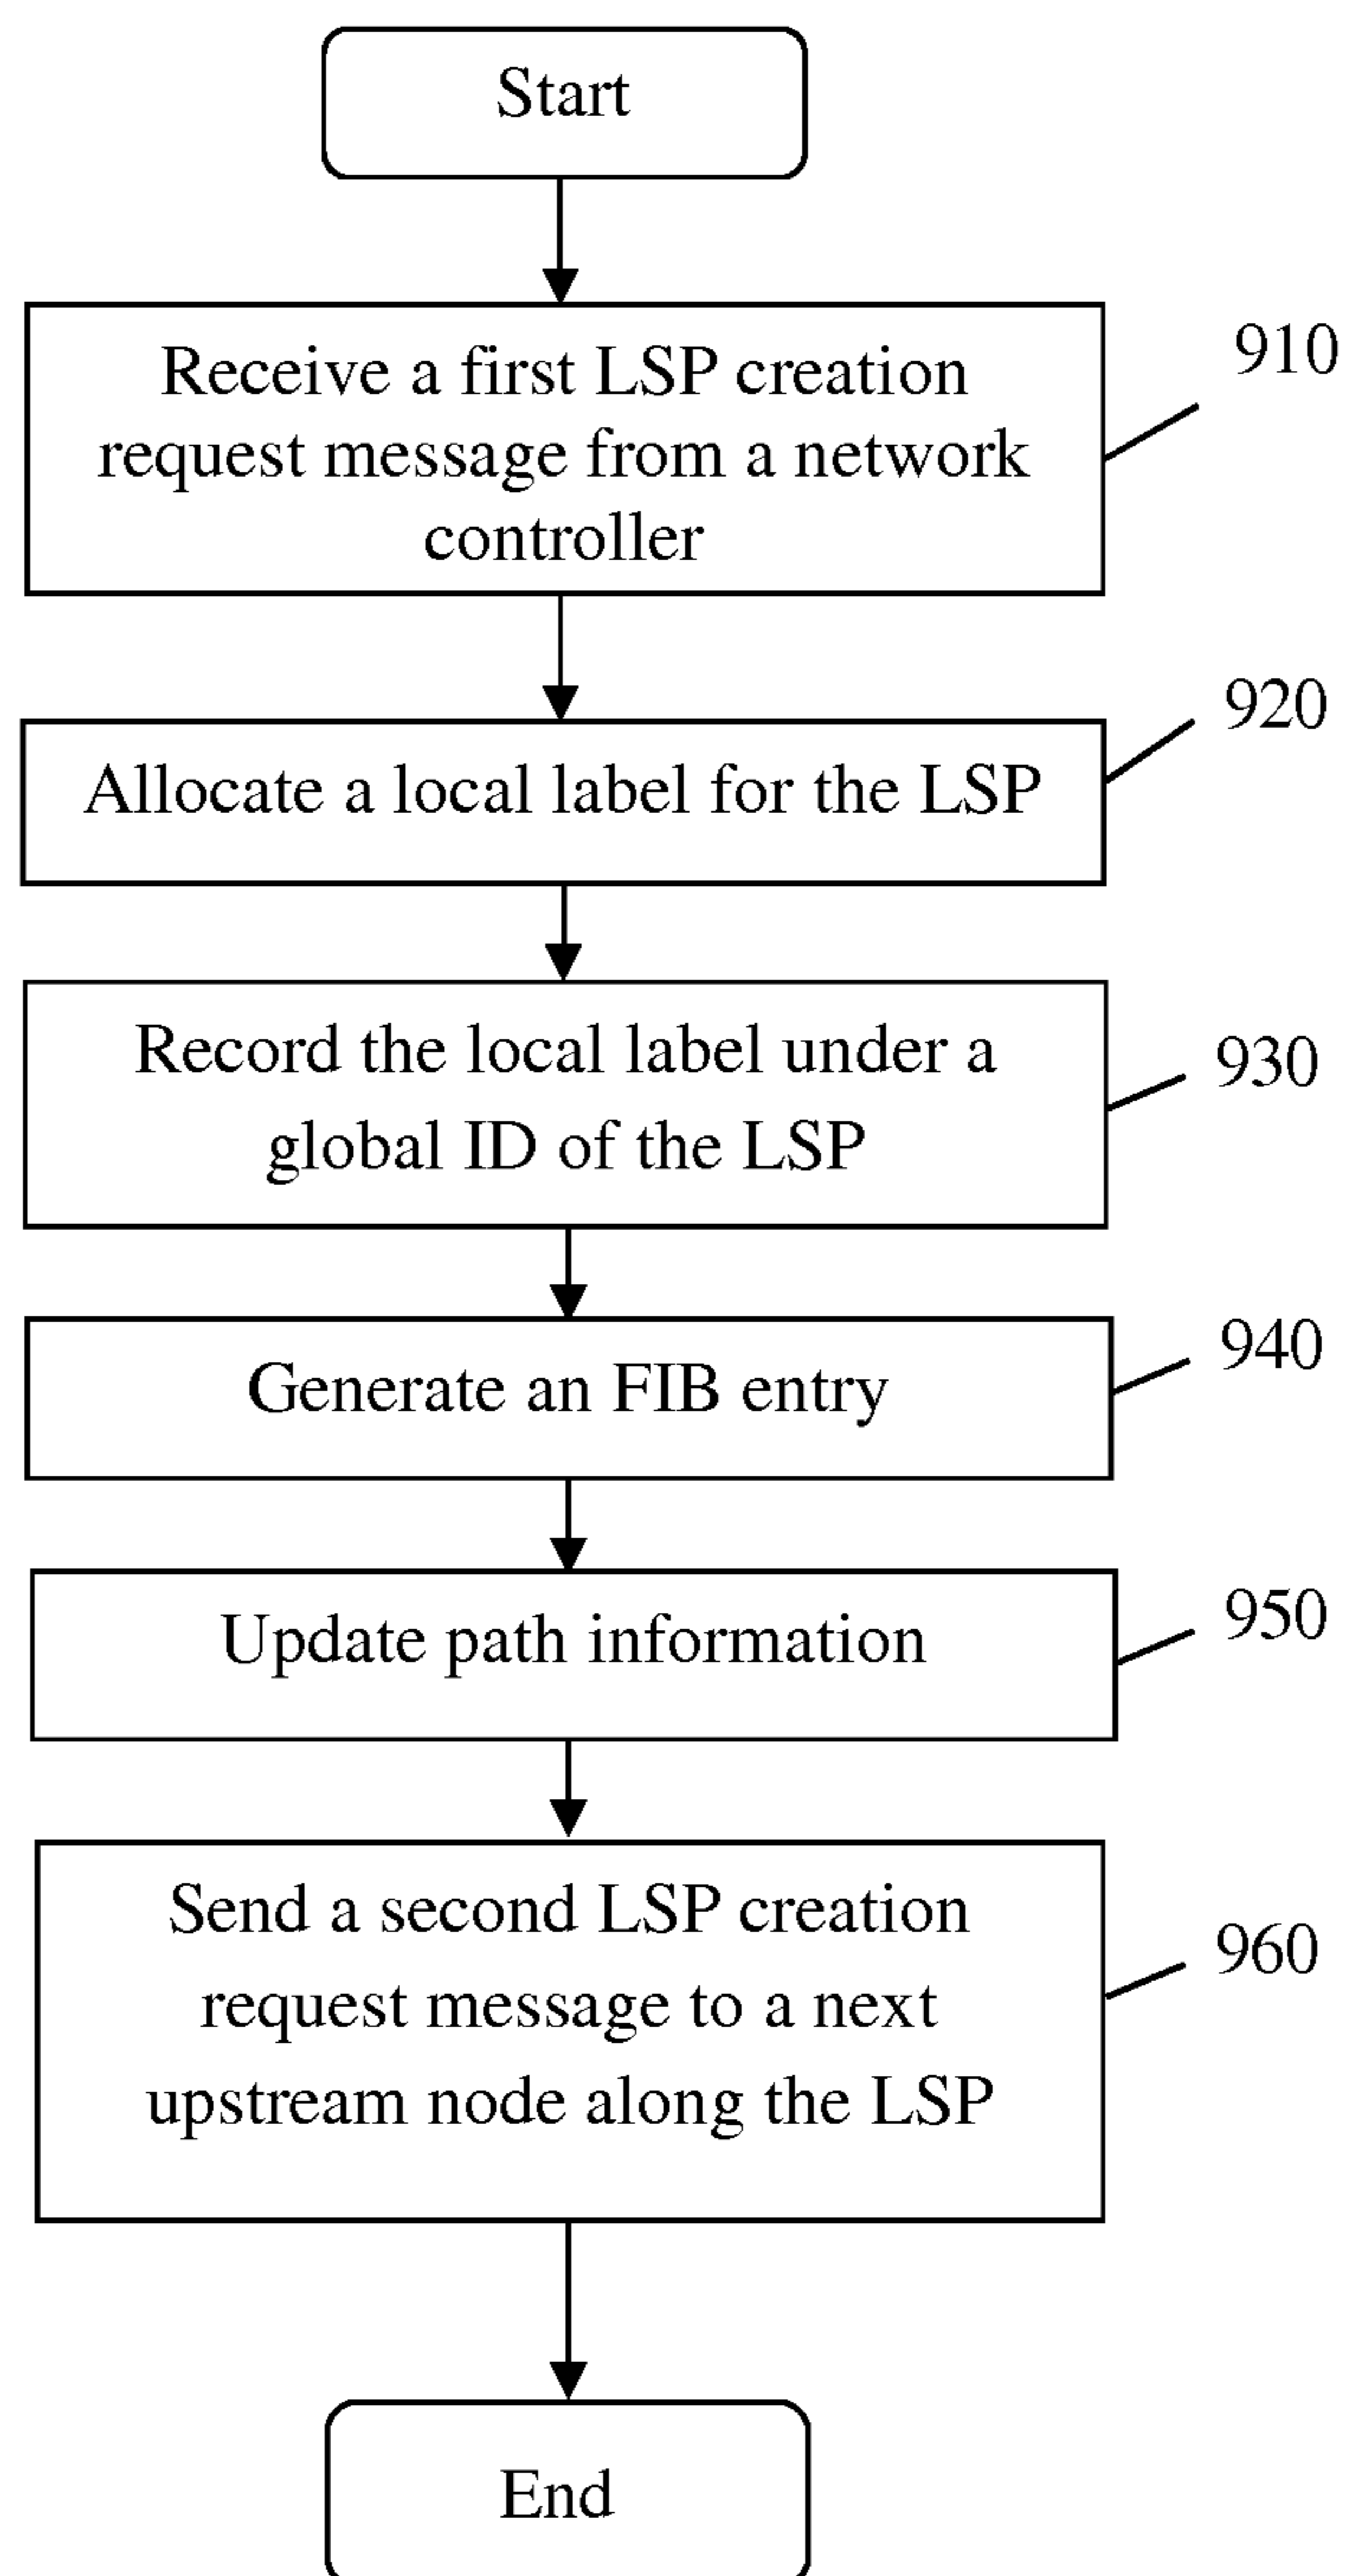 Start
Receive a first LSP creation
request message from a network
controller
910
Allocate a local label for the LSP
920
Record the local label under a
global ID of the LSP
930
Generate an FIB entry
940
Update path information
950
Send a second LSP creation
request message to a next
upstream node along the LSP
960
End